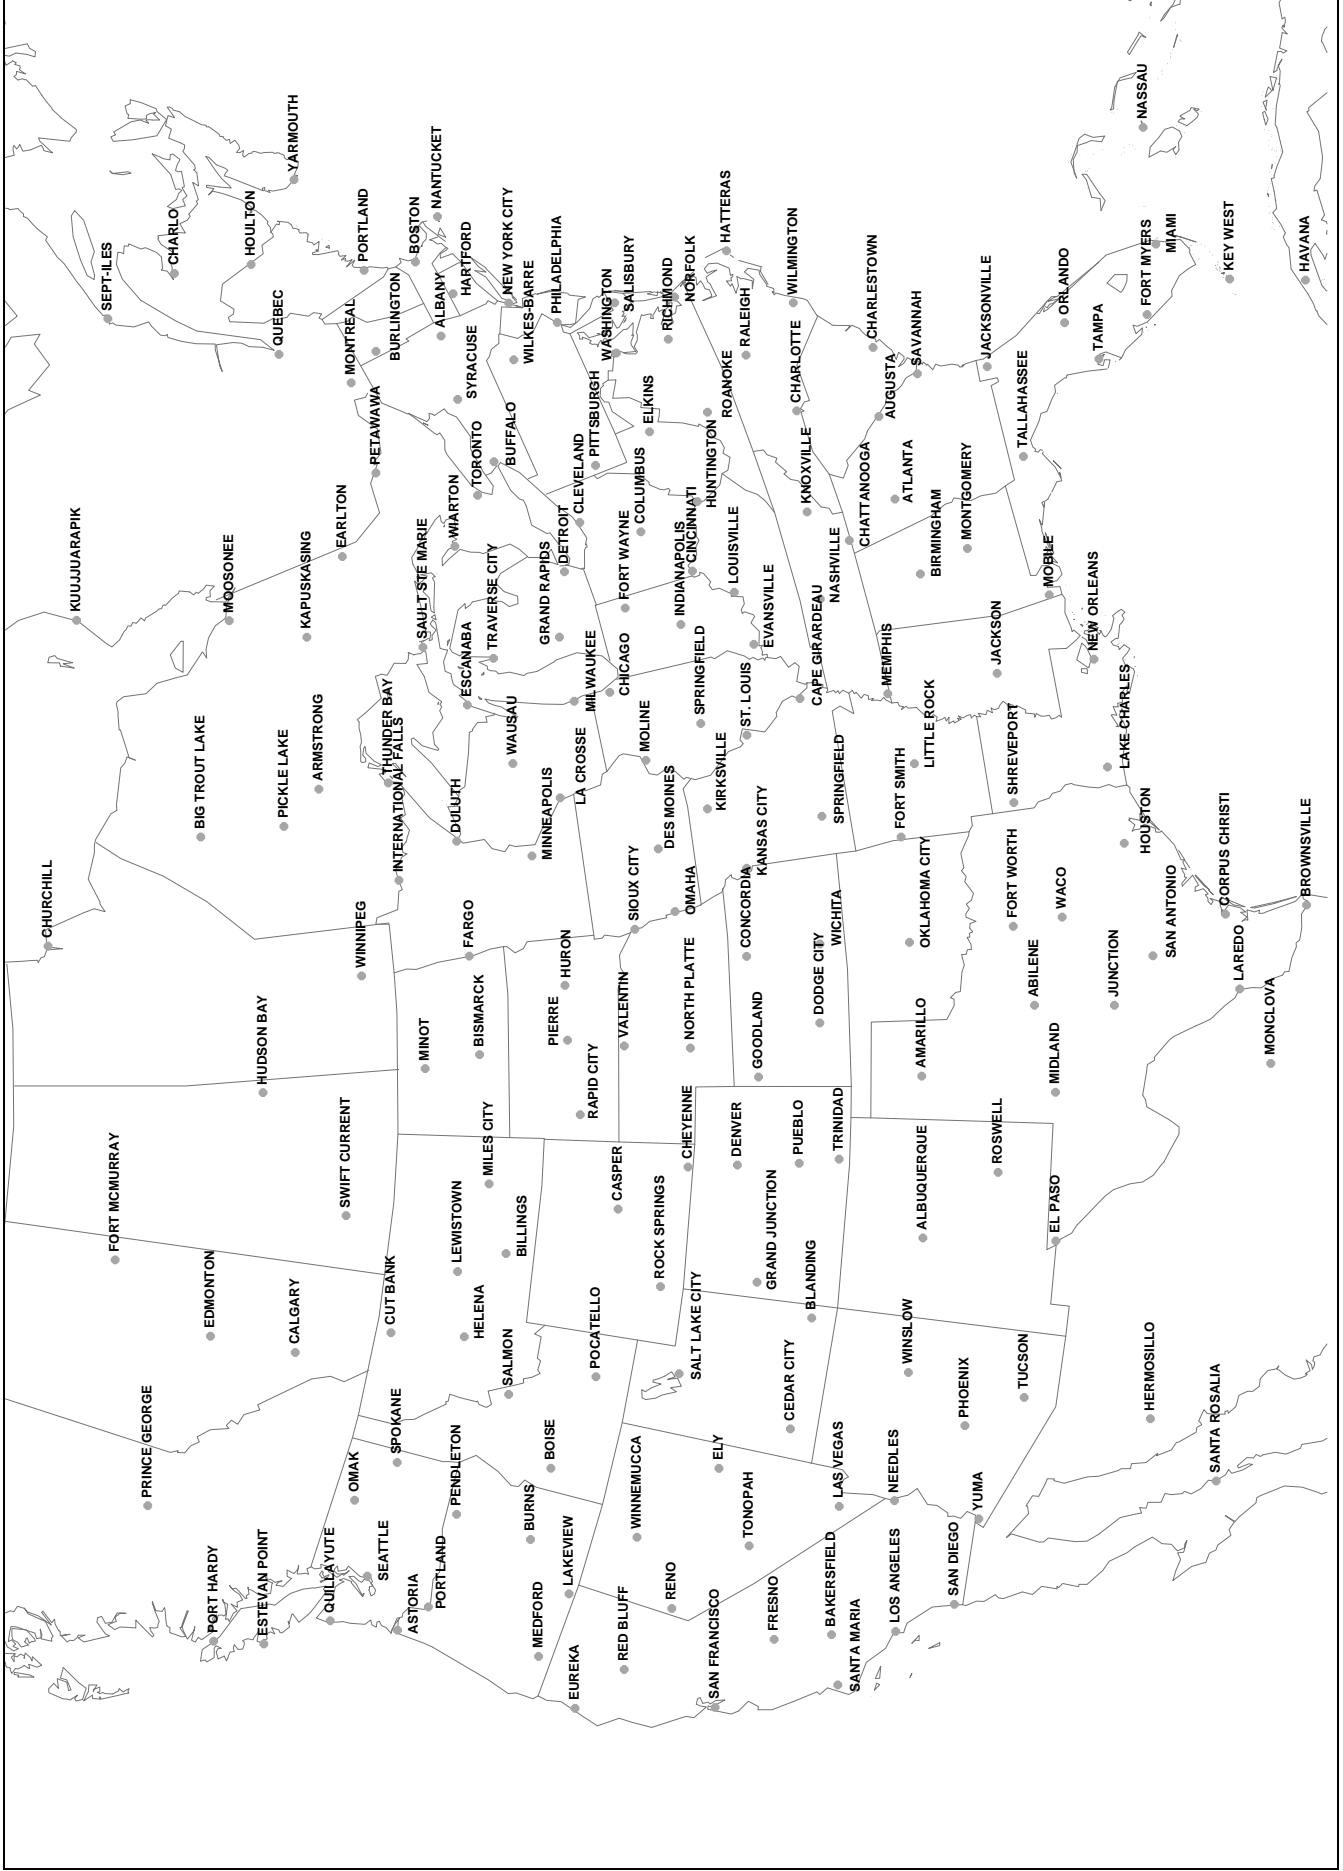 CHURCHILL
KUUJJUARAPIK
SEPT-ILES
FORT MCMURRAY
PRINCE GEORGE
CHARLO
BIG TROUT LAKE
EDMONTON
PORT HARDY
MOOSONEE
HOULTON
HUDSON BAY
ESTEVAN POINT
QUEBEC
PICKLE LAKE
CALGARY
YARMOUTH
KAPUSKASING
ARMSTRONG
QUILLAYUTE
EARLTON
SWIFT CURRENT
MONTREAL
OMAK
WINNIPEG
PORTLAND
SEATTLE
PETAWAWA
BURLINGTON
THUNDER BAY
INTERNATIONAL FALLS
CUT BANK
SPOKANE
ASTORIA
BOSTON
SAULT STE MARIE
MINOT
PORTLAND
NANTUCKET
ALBANY
HARTFORD
WIARTON
DULUTH
LEWISTOWN
PENDLETON
SYRACUSE
ESCANABA
FARGO
HELENA
TORONTO
BISMARCK
MILES CITY
TRAVERSE CITY
BUFFALO
NEW YORK CITY
WAUSAU
BILLINGS
SALMON
WILKES-BARRE
BURNS
MINNEAPOLIS
MEDFORD
BOISE
PHILADELPHIA
GRAND RAPIDS
DETROIT
LA CROSSE
HURON
PIERRE
LAKEVIEW
EUREKA
CLEVELAND
MILWAUKEE
RAPID CITY
PITTSBURGH
POCATELLO
WASHINGTON
SALISBURY
CHICAGO
FORT WAYNE
CASPER
VALENTIN
RED BLUFF
SIOUX CITY
WINNEMUCCA
COLUMBUS
MOLINE
ELKINS
DES MOINES
ROCK SPRINGS
RICHMOND
NORFOLK
RENO
OMAHA
INDIANAPOLIS
CINCINNATI
NORTH PLATTE
CHEYENNE
SALT LAKE CITY
SPRINGFIELD
HUNTINGTON
KIRKSVILLE
ROANOKE
SAN FRANCISCO
ELY
HATTERAS
LOUISVILLE
DENVER
RALEIGH
ST. LOUIS
KANSAS CITY
CONCORDIA
TONOPAH
EVANSVILLE
GOODLAND
GRAND JUNCTION
FRESNO
CEDAR CITY
WILMINGTON
CHARLOTTE
PUEBLO
KNOXVILLE
CAPE GIRARDEAU
BLANDING
NASHVILLE
DODGE CITY
WICHITA
SPRINGFIELD
BAKERSFIELD
TRINIDAD
LAS VEGAS
SANTA MARIA
CHATTANOOGA
CHARLESTOWN
AUGUSTA
MEMPHIS
NEEDLES
LOS ANGELES
ATLANTA
FORT SMITH
WINSLOW
SAVANNAH
LITTLE ROCK
OKLAHOMA CITY
BIRMINGHAM
AMARILLO
ALBUQUERQUE
SAN DIEGO
MONTGOMERY
PHOENIX
YUMA
JACKSONVILLE
JACKSON
ROSWELL
SHREVEPORT
FORT WORTH
TALLAHASSEE
TUCSON
ABILENE
MOBILE
MIDLAND
EL PASO
WACO
ORLANDO
NEW ORLEANS
TAMPA
LAKE CHARLES
JUNCTION
HOUSTON
NASSAU
FORT MYERS
MIAMI
HERMOSILLO
SAN ANTONIO
SANTA ROSALIA
CORPUS CHRISTI
KEY WEST
LAREDO
MONCLOVA
HAVANA
BROWNSVILLE